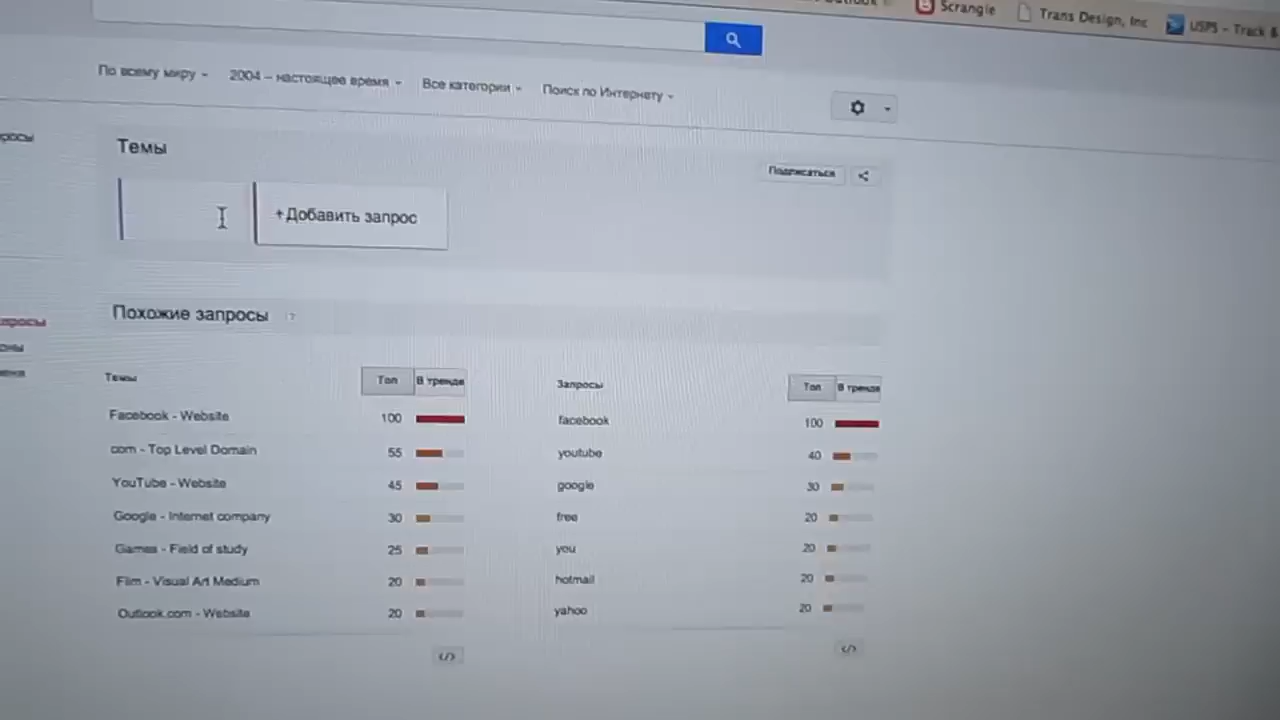 Scrangie Trans Design, Inc USPS - Track &
По всему миру 2004 – настоящее время Все категории Поиск по Интернету
Темы
Подписаться
+Добавить запрос
Похожие запросы ?
Темы Топ В тренде Запросы Топ В тренде
Facebook - Website 100 facebook 100
com - Top Level Domain 55 youtube 40
YouTube - Website 45 google 30
Google - Internet company 30 free 20
Games - Field of study 25 you 20
Film - Visual Art Medium 20 hotmail 20
Outlook.com - Website 20 yahoo 20
</> </>